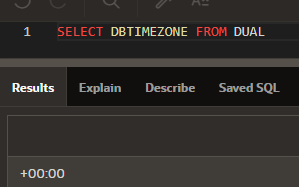 1 SELECT DBTIMEZONE FROM DUAL
Results Explain Describe Saved SQL
+00:00